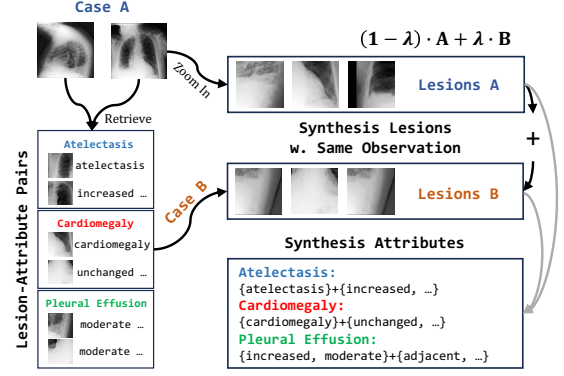 Case A
(1 − λ) · A + λ · B
Zoom In
Lesions A
Retrieve
Lesion-Attribute Pairs
Atelectasis
atelectasis
increased …
Cardiomegaly
cardiomegaly
unchanged …
Pleural Effusion
moderate …
moderate …
Case B
Synthesis Lesions
w. Same Observation
+
Lesions B
Synthesis Attributes
Atelectasis:
{atelectasis}+{increased, …}
Cardiomegaly:
{cardiomegaly}+{unchanged, …}
Pleural Effusion:
{increased, moderate}+{adjacent, …}